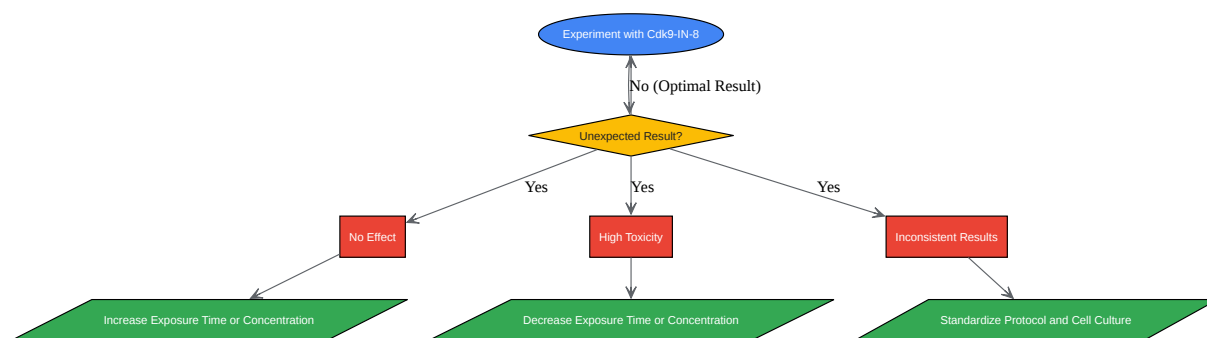 Experiment with Cdk9-IN-8
No (Optimal Result)
Unexpected Result?
Yes
Yes
Yes
No Effect
High Toxicity
Inconsistent Results
Increase Exposure Time or Concentration
Decrease Exposure Time or Concentration
Standardize Protocol and Cell Culture